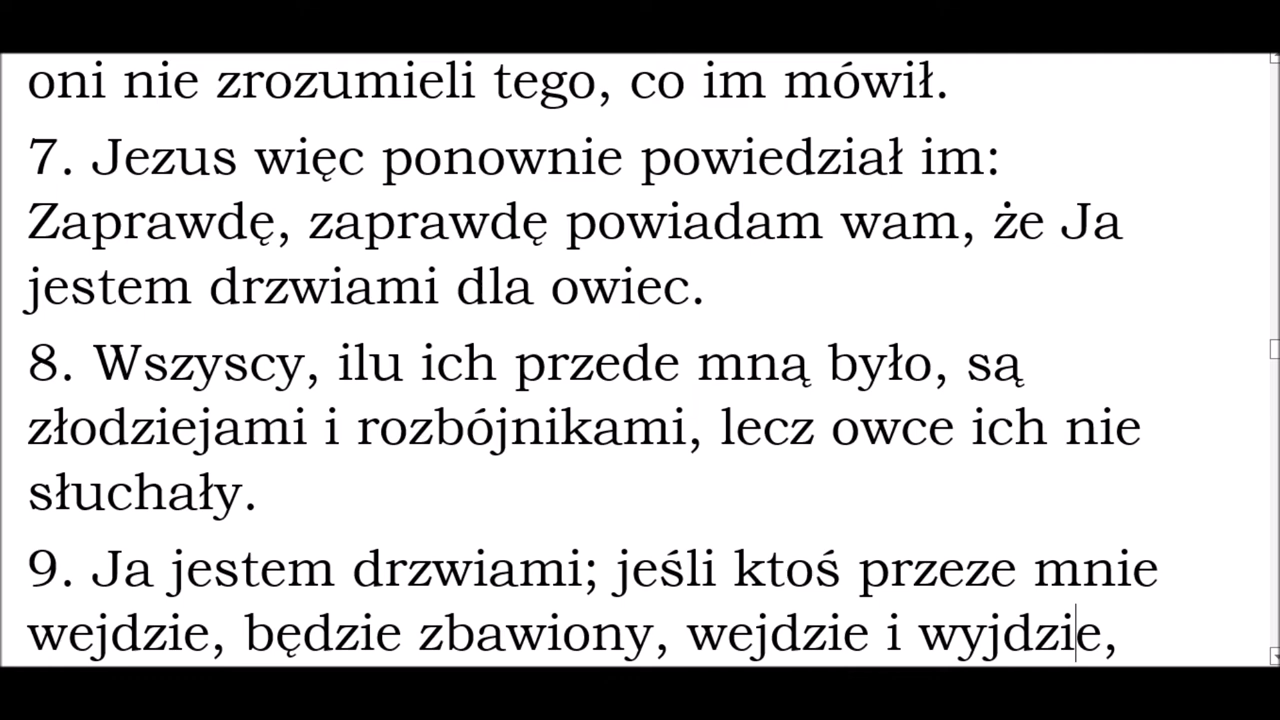 oni nie zrozumieli tego, co im mówił.
7. Jezus więc ponownie powiedział im:
Zaprawdę, zaprawdę powiadam wam, że Ja
jestem drzwiami dla owiec.
8. Wszyscy, ilu ich przede mną było, są
złodziejami i rozbójnikami, lecz owce ich nie
słuchały.
9. Ja jestem drzwiami; jeśli ktoś przeze mnie
wejdzie, będzie zbawiony, wejdzie i wyjdzie,